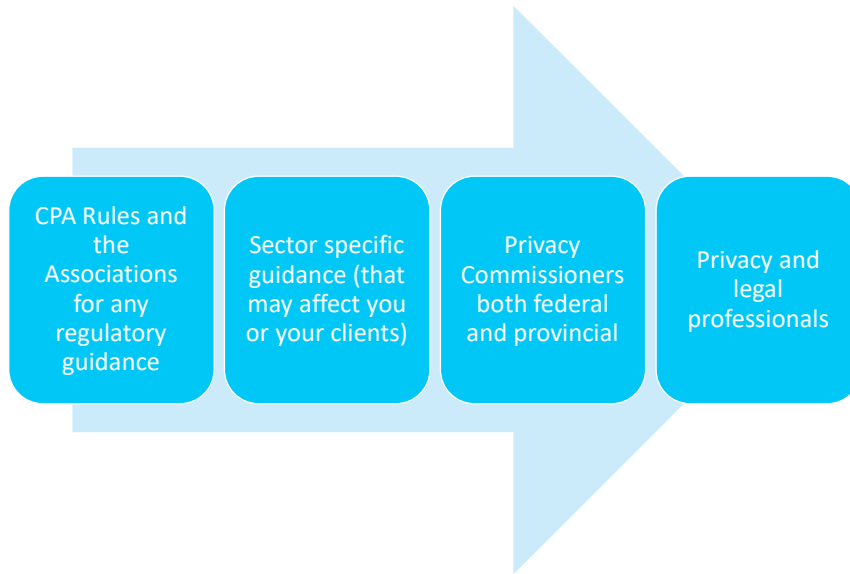 CPA Rules and
the
Associations
for any
regulatory
guidance
Sector specific
guidance (that
may affect you
or your clients)
Privacy
Commissioners
both federal
and provincial
Privacy and
legal
professionals